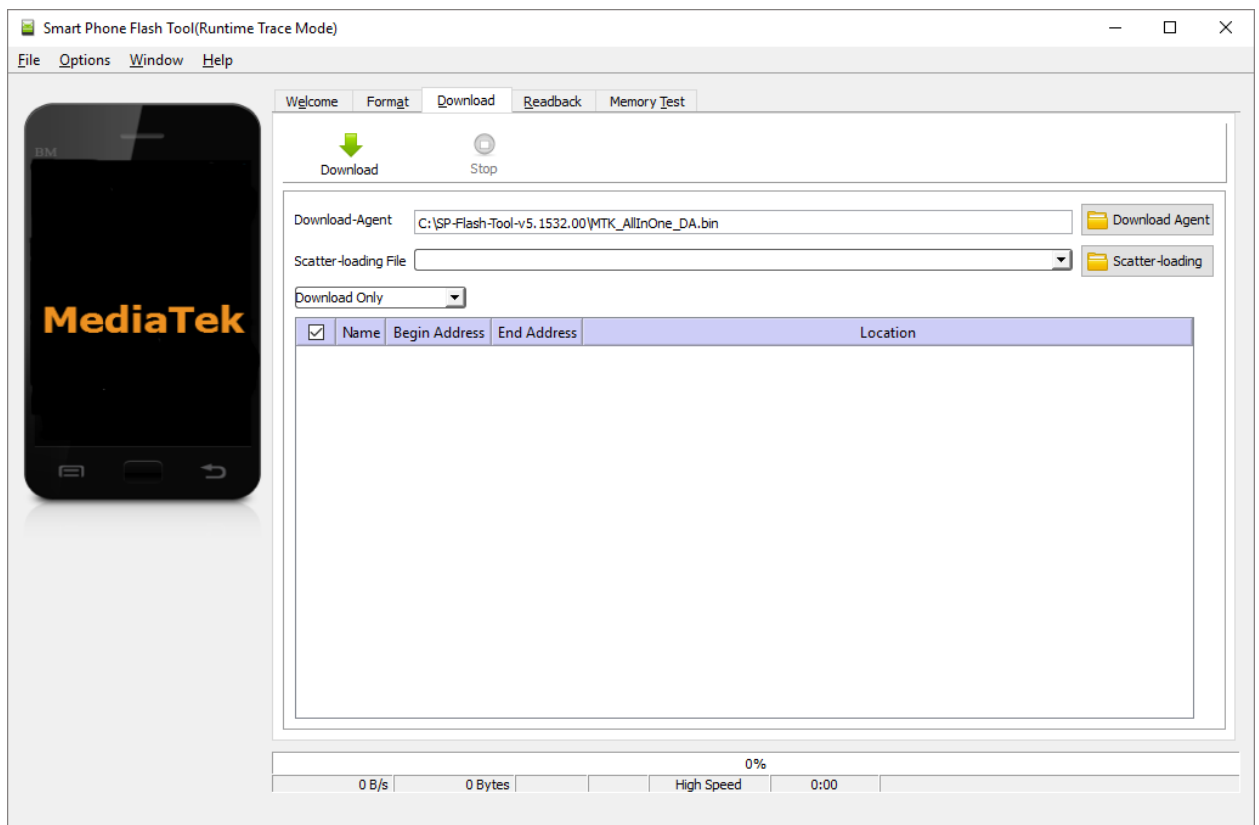 Smart Phone Flash Tool(Runtime Trace Mode)
File Options Window Help
Welcome Format Download Readback Memory Test
BM
MediaTek
Download Stop
Download-Agent C:\SP-Flash-Tool-v5.1532.00\MTK_AllInOne_DA.bin Download Agent
Scatter-loading File Scatter-loading
Download Only
Name Begin Address End Address Location
0%
0 B/s 0 Bytes High Speed 0:00